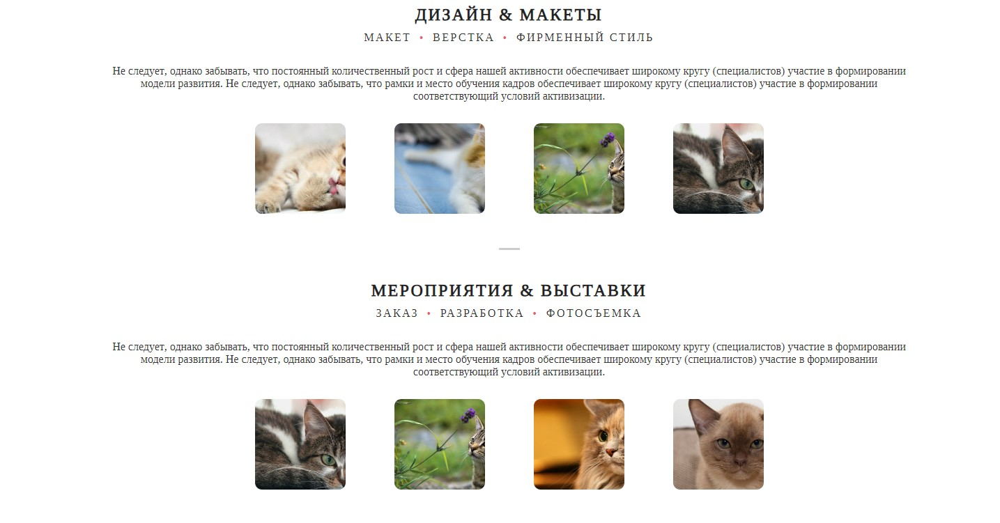 ДИЗАЙН & МАКЕТЫ
МАКЕТ • ВЕРСТКА • ФИРМЕННЫЙ СТИЛЬ
Не следует, однако забывать, что постоянный количественный рост и сфера нашей активности обеспечивает широкому кругу (специалистов) участие в формировании
модели развития. Не следует, однако забывать, что рамки и место обучения кадров обеспечивает широкому кругу (специалистов) участие в формировании
соответствующий условий активизации.
МЕРОПРИЯТИЯ & ВЫСТАВКИ
ЗАКАЗ • РАЗРАБОТКА • ФОТОСЪЕМКА
Не следует, однако забывать, что постоянный количественный рост и сфера нашей активности обеспечивает широкому кругу (специалистов) участие в формировании
модели развития. Не следует, однако забывать, что рамки и место обучения кадров обеспечивает широкому кругу (специалистов) участие в формировании
соответствующий условий активизации.